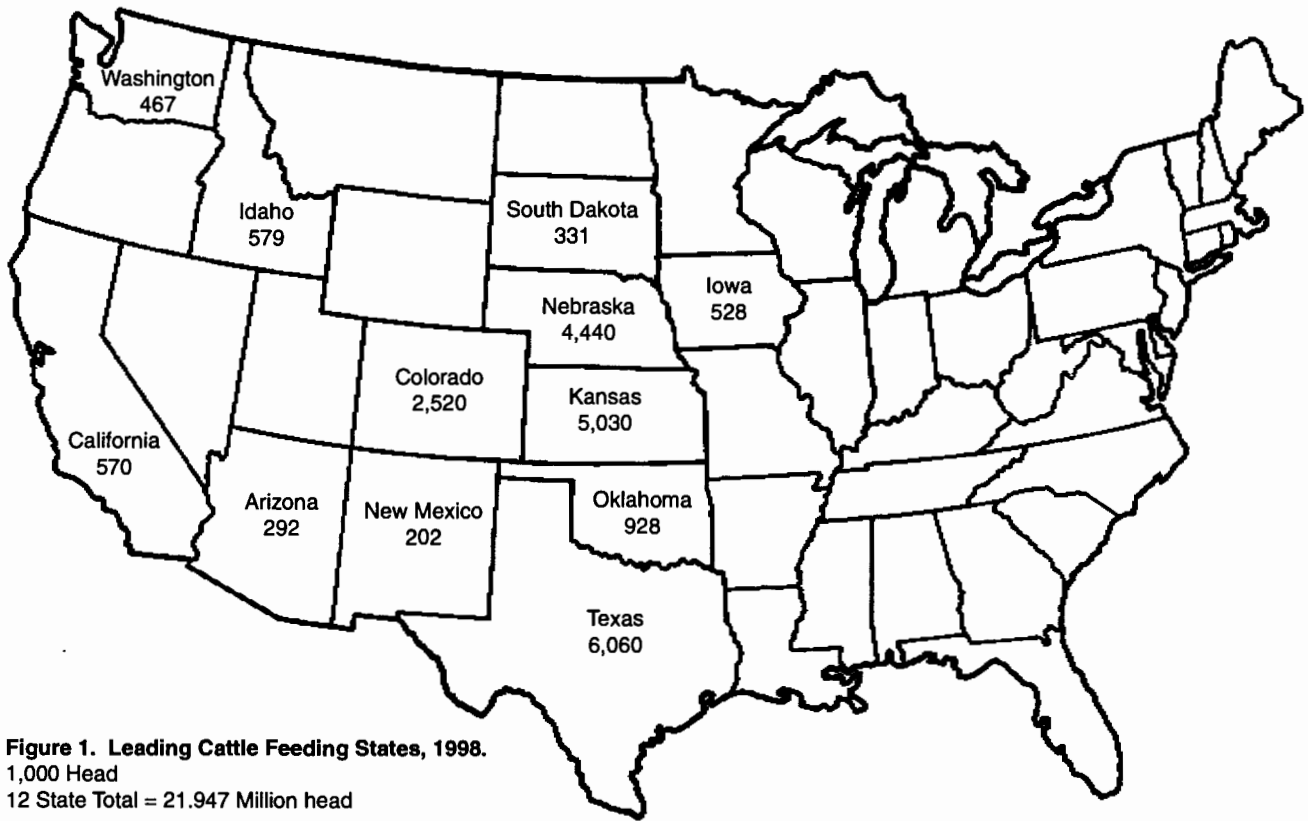 Washington
467
Idaho
579
South Dakota
331
Iowa
528
Nebraska
4,440
Colorado
2,520
Kansas
5,030
California
570
Arizona
292
New Mexico
202
Oklahoma
928
Texas
6,060
Figure 1. Leading Cattle Feeding States, 1998.
1,000 Head
12 State Total = 21.947 Million head